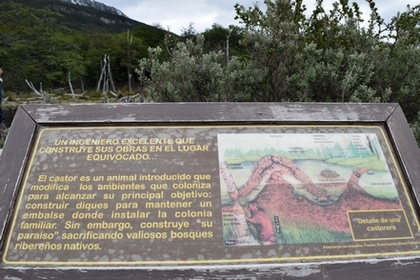 UN INGENIERO EXCELENTE QUE
CONSTRUYE SUS OBRAS EN EL LUGAR
EQUIVOCADO...
El castor es un animal introducido que
modifica los ambientes que coloniza
para alcanzar su principal objetivo:
construir diques para mantener un
embalse donde instalar la colonia
familiar. Sin embargo, construye "su
paraíso" sacrificando valiosos bosques
ribereños nativos.
"Detalle de una
castorera"